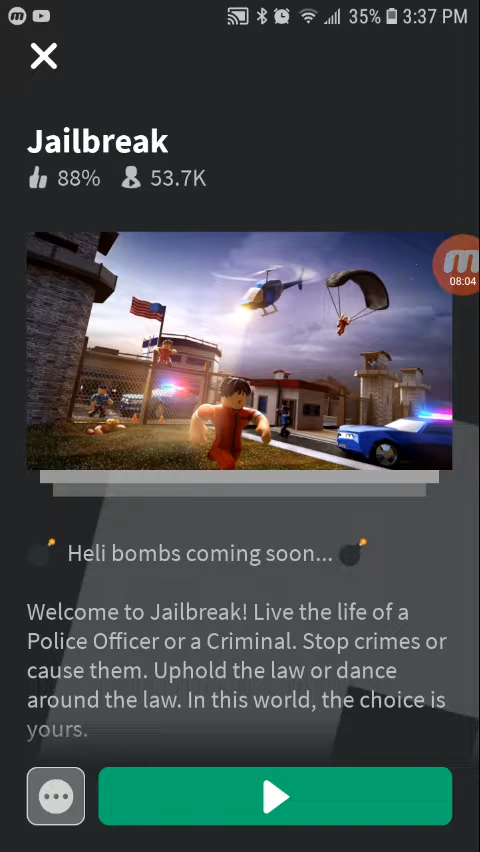 35% 3:37 PM
Jailbreak
88% 53.7K
m
08:04
Heli bombs coming soon...
Welcome to Jailbreak! Live the life of a
Police Officer or a Criminal. Stop crimes or
cause them. Uphold the law or dance
around the law. In this world, the choice is
yours.